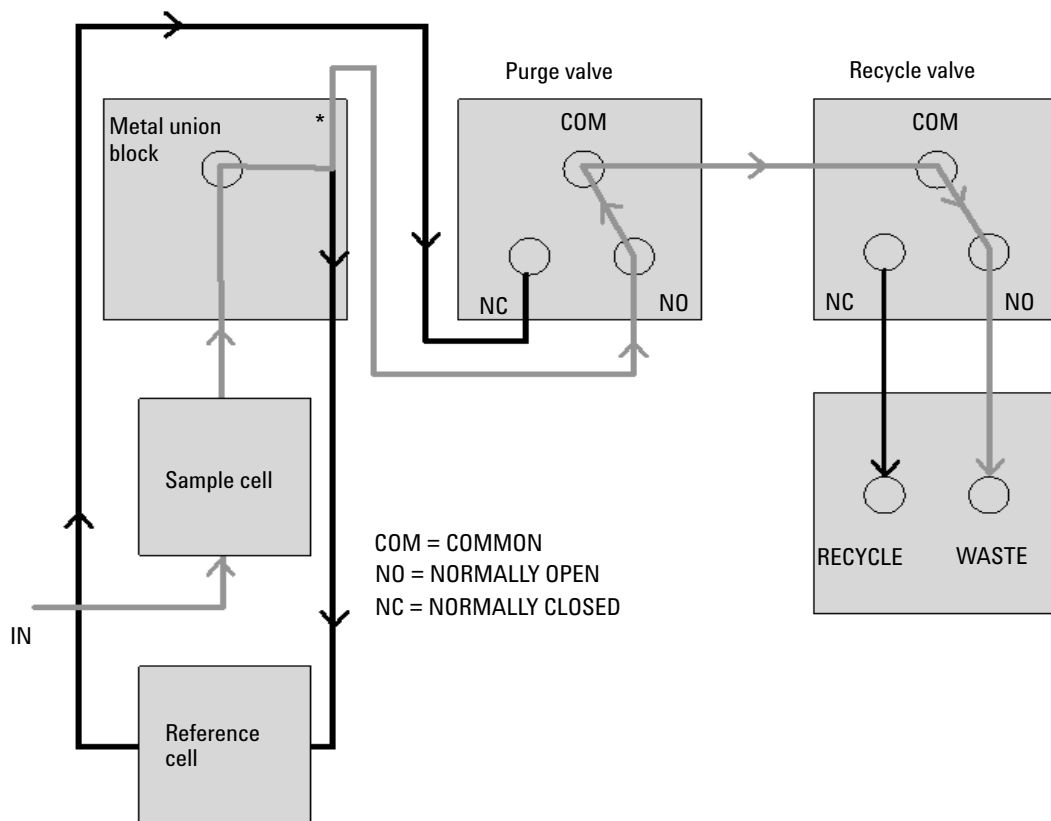 Purge valve
Recycle valve
Metal union
block
*
COM
COM
NC
NO
NC
NO
Sample cell
COM = COMMON
NO = NORMALLY OPEN
NC = NORMALLY CLOSED
RECYCLE
WASTE
IN
Reference
cell